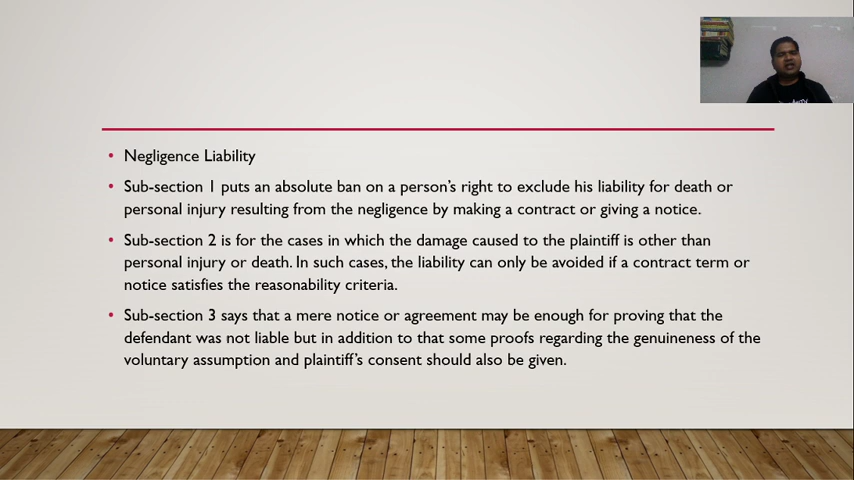 Negligence Liability
Sub-section 1 puts an absolute ban on a person's right to exclude his liability for death or
personal injury resulting from the negligence by making a contract or giving a notice.
Sub-section 2 is for the cases in which the damage caused to the plaintiff is other than
personal injury or death. In such cases, the liability can only be avoided if a contract term or
notice satisfies the reasonability criteria.
Sub-section 3 says that a mere notice or agreement may be enough for proving that the
defendant was not liable but in addition to that some proofs regarding the genuineness of the
voluntary assumption and plaintiff's consent should also be given.